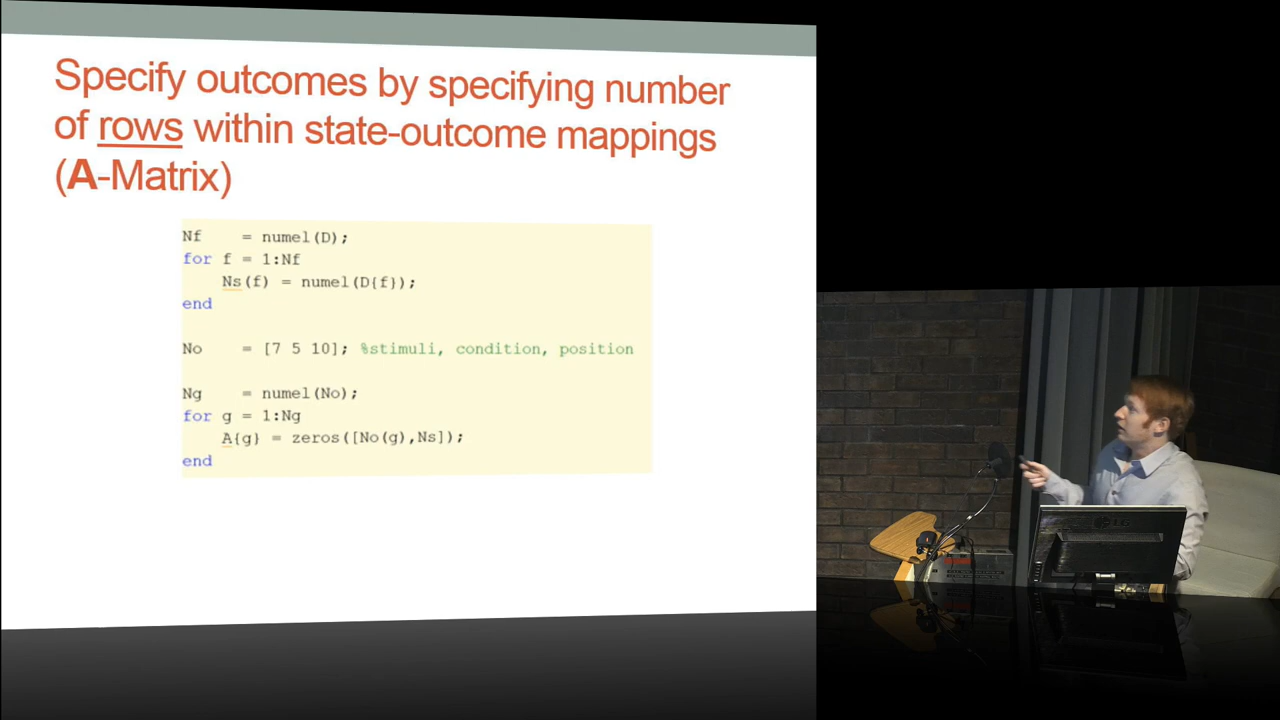 Specify outcomes by specifying number
of rows within state-outcome mappings
(A-Matrix)
Nf    = numel(D);
for f = 1:Nf
    Ns(f) = numel(D{f});
end
No    = [7 5 10]; %stimuli, condition, position
Ng    = numel(No);
for g = 1:Ng
    A{g} = zeros([No(g),Ns]);
end
LG